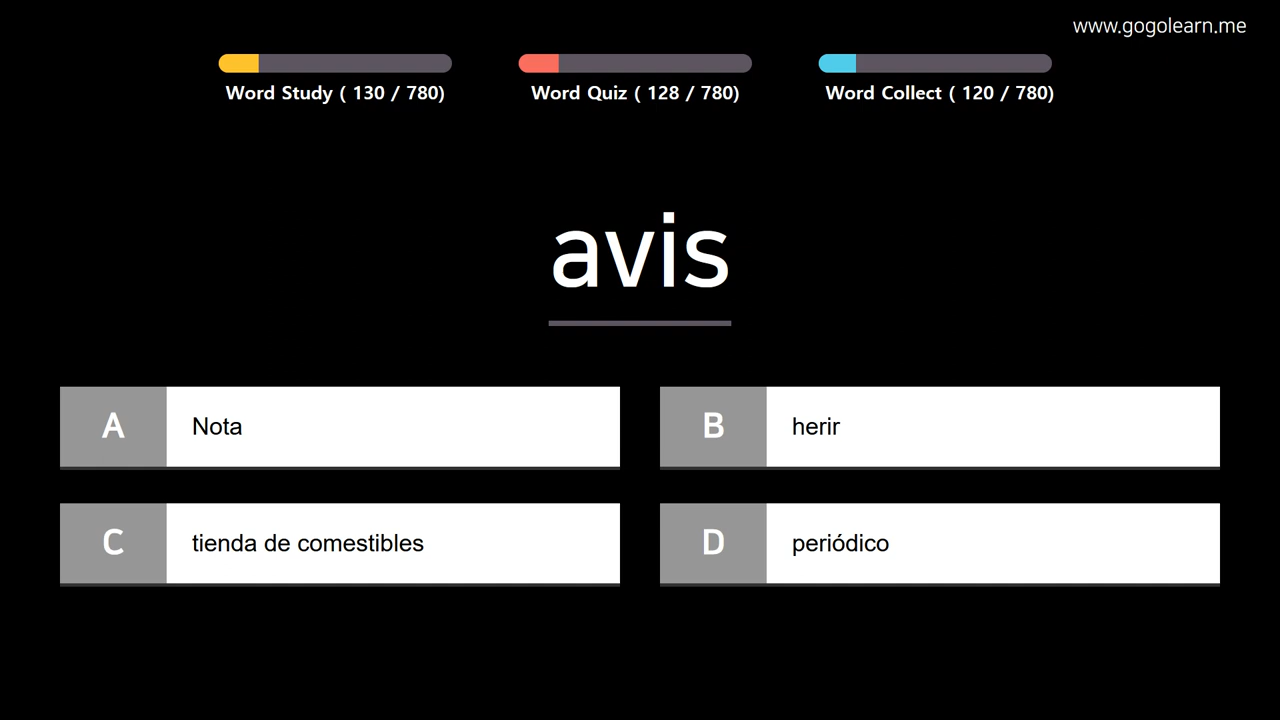 www.gogolearn.me
Word Study ( 130 / 780)
Word Quiz ( 128 / 780)
Word Collect ( 120 / 780)
avis
A
Nota
B
herir
C
tienda de comestibles
D
periódico